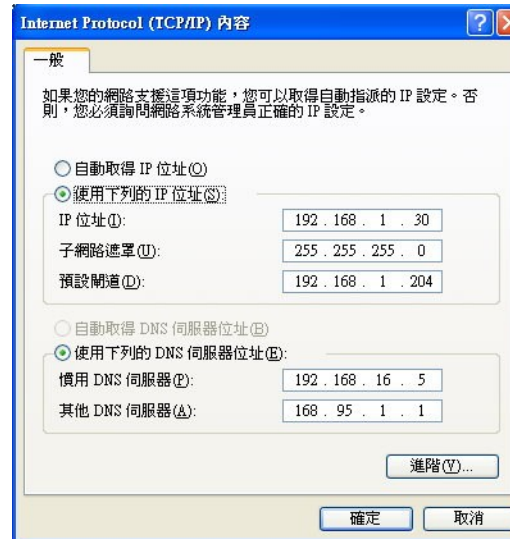 Internet Protocol (TCP/IP) 內容
一般
如果您的網路支援這項功能，您可以取得自動指派的 IP 設定。否
則，您必須詢問網路系統管理員正確的 IP 設定。
自動取得 IP 位址(O)
使用下列的 IP 位址(S):
IP 位址(I): 192 . 168 . 1 . 30
子網路遮罩(U): 255 . 255 . 255 . 0
預設閘道(D): 192 . 168 . 1 . 204
自動取得 DNS 伺服器位址(B)
使用下列的 DNS 伺服器位址(E):
慣用 DNS 伺服器(P): 192 . 168 . 16 . 5
其他 DNS 伺服器(A): 168 . 95 . 1 . 1
進階(V)...
確定 取消